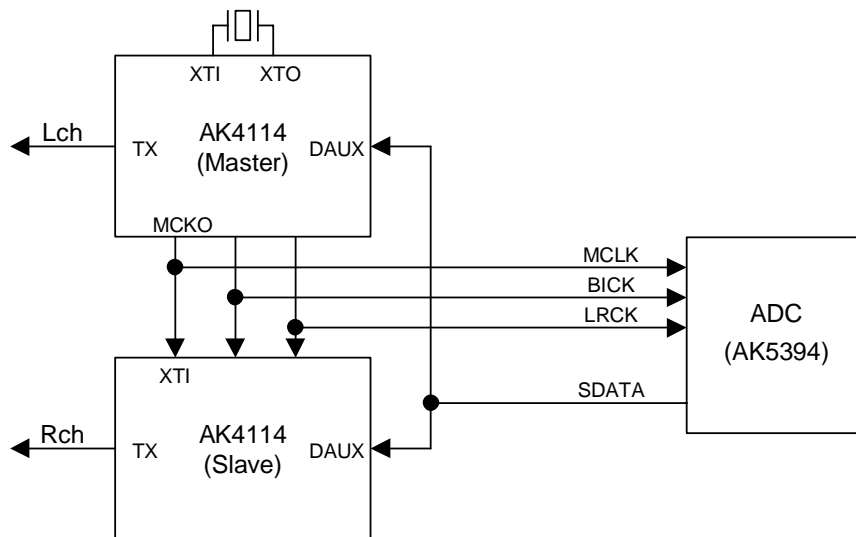 XTI XTO
AK4114
(Master)
Lch
TX
DAUX
MCKO
MCLK
BICK
LRCK
ADC
(AK5394)
SDATA
XTI
AK4114
(Slave)
Rch
TX
DAUX